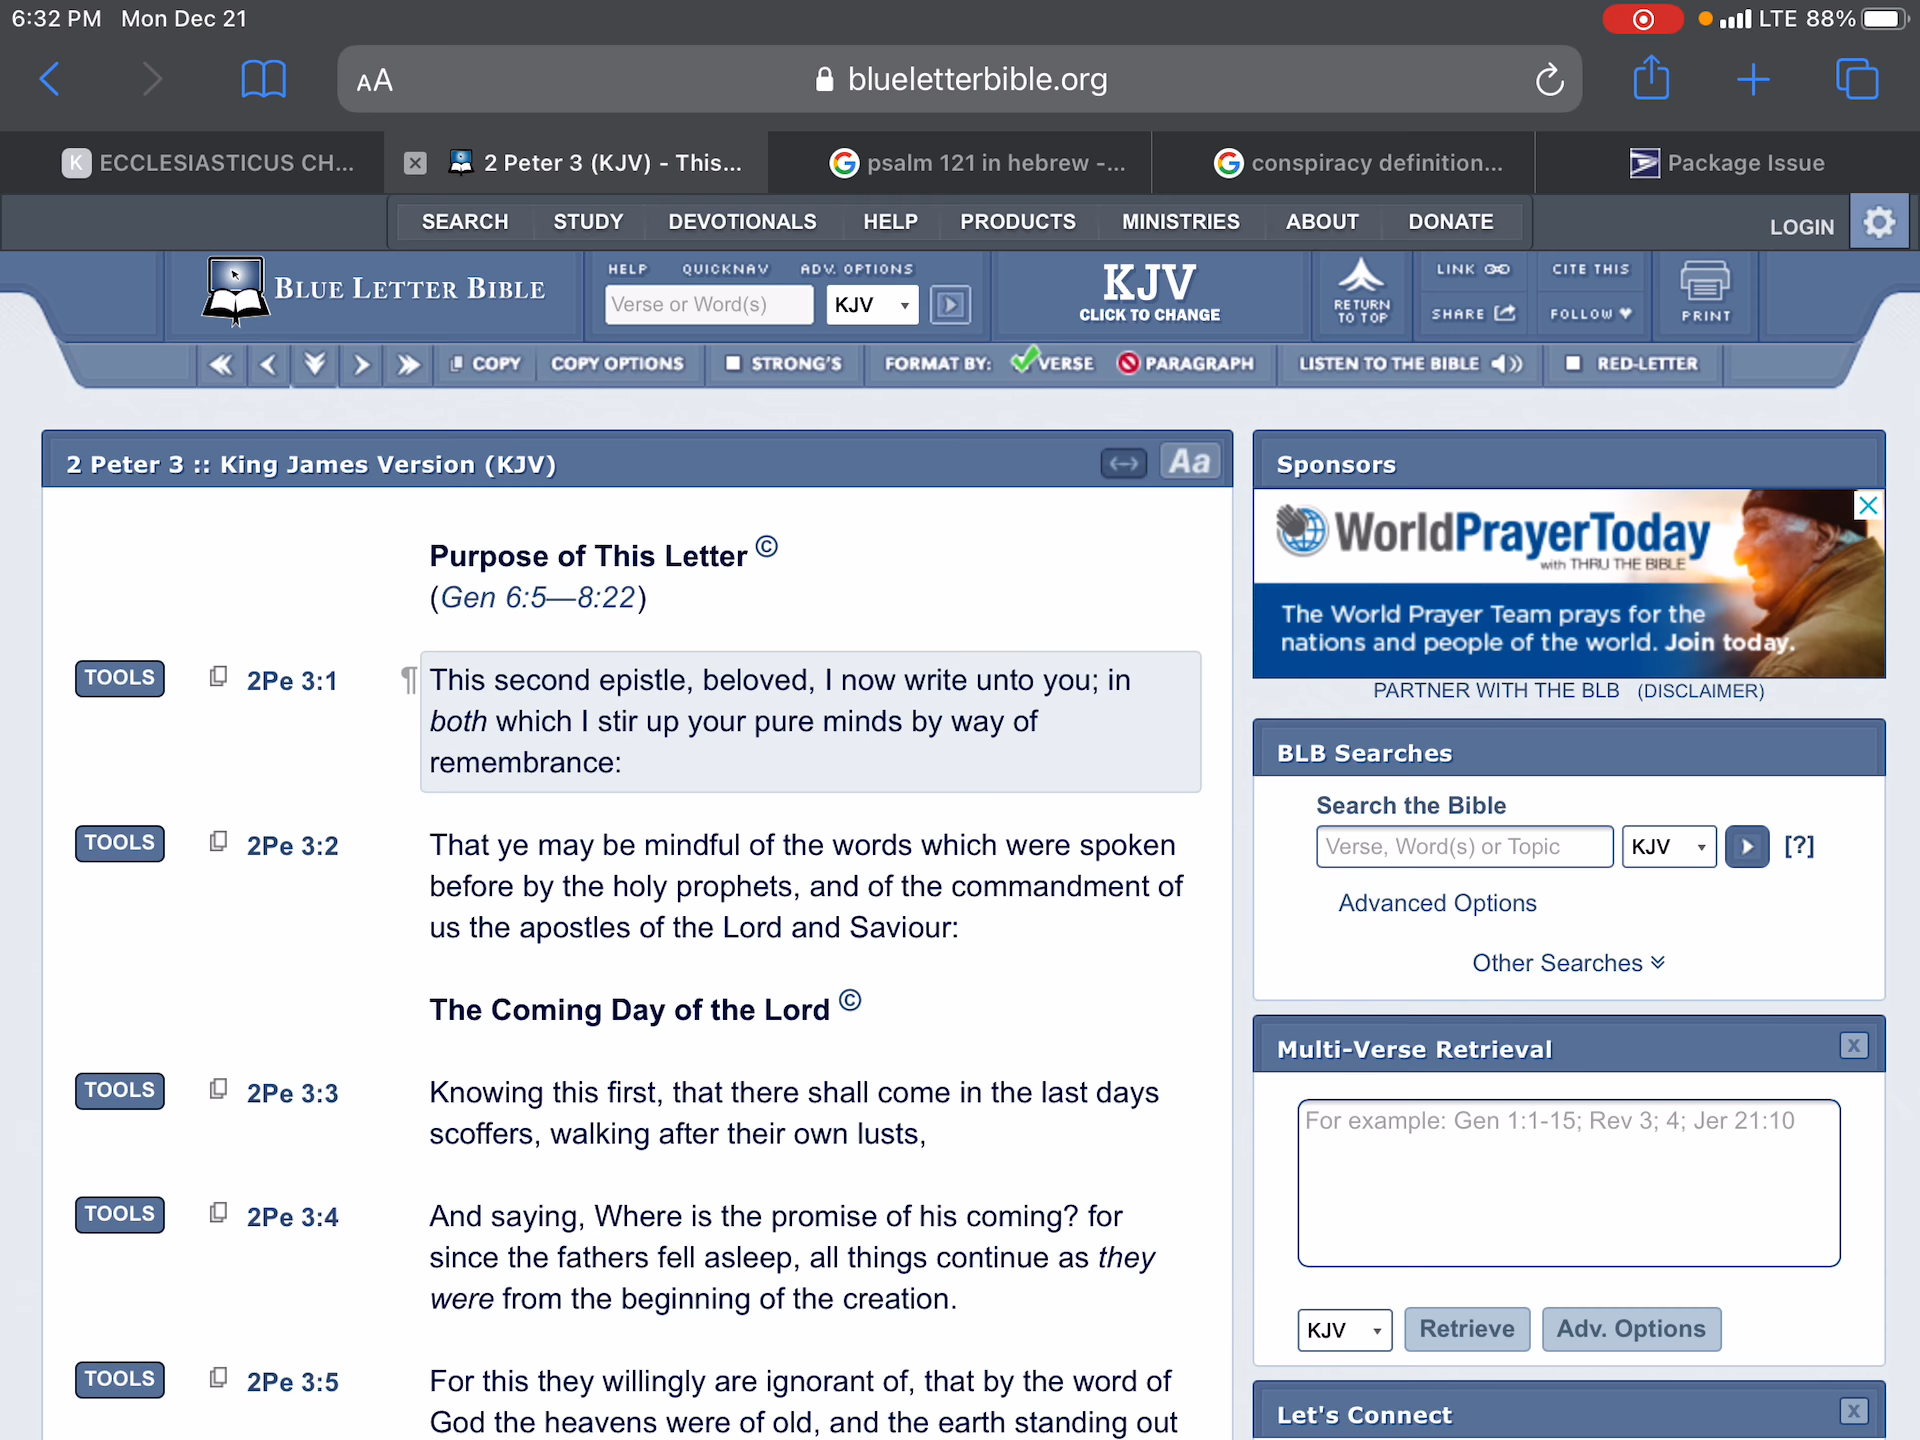 6:32 PM Mon Dec 21
LTE 88%
AA blueletterbible.org
K ECCLESIASTICUS CH...
2 Peter 3 (KJV) - This...
psalm 121 in hebrew -...
conspiracy definition...
Package Issue
SEARCH STUDY DEVOTIONALS HELP PRODUCTS MINISTRIES ABOUT DONATE
LOGIN
BLUE LETTER BIBLE
HELP QUICKNAV ADV. OPTIONS
Verse or Word(s) KJV
KJV
CLICK TO CHANGE
RETURN
TO TOP
LINK
CITE THIS
SHARE
FOLLOW
PRINT
COPY COPY OPTIONS STRONG'S FORMAT BY: VERSE PARAGRAPH LISTEN TO THE BIBLE RED-LETTER
2 Peter 3 :: King James Version (KJV)
Aa
Purpose of This Letter ©
(Gen 6:5—8:22)
TOOLS 2Pe 3:1 ¶ This second epistle, beloved, I now write unto you; in
both which I stir up your pure minds by way of
remembrance:
TOOLS 2Pe 3:2 That ye may be mindful of the words which were spoken
before by the holy prophets, and of the commandment of
us the apostles of the Lord and Saviour:
The Coming Day of the Lord ©
TOOLS 2Pe 3:3 Knowing this first, that there shall come in the last days
scoffers, walking after their own lusts,
TOOLS 2Pe 3:4 And saying, Where is the promise of his coming? for
since the fathers fell asleep, all things continue as they
were from the beginning of the creation.
TOOLS 2Pe 3:5 For this they willingly are ignorant of, that by the word of
God the heavens were of old, and the earth standing out
Sponsors
WorldPrayerToday
with THRU THE BIBLE
The World Prayer Team prays for the
nations and people of the world. Join today.
PARTNER WITH THE BLB (DISCLAIMER)
BLB Searches
Search the Bible
Verse, Word(s) or Topic KJV [?]
Advanced Options
Other Searches
Multi-Verse Retrieval
X
For example: Gen 1:1-15; Rev 3; 4; Jer 21:10
KJV Retrieve Adv. Options
Let's Connect
X